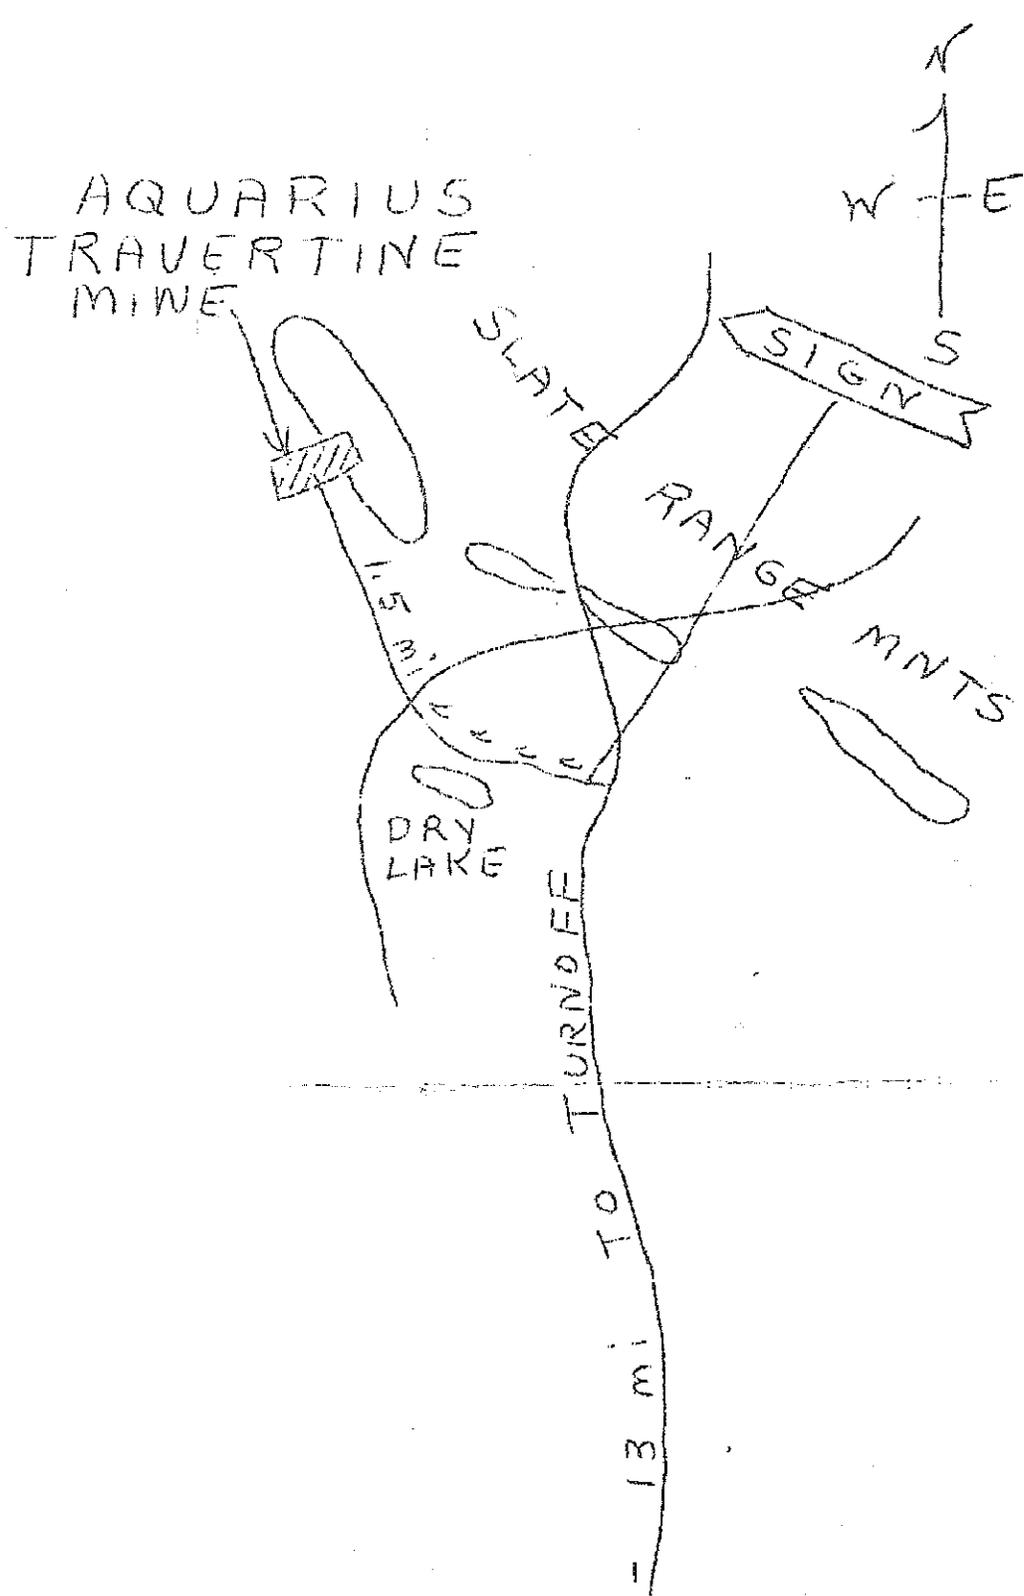 N
W E
S
AQUARIUS
TRAVERTINE
MINE
SIGN
SLATE
RANGE
MNTS
1.5 mi
DRY
LAKE
13 mi TO TURNOFF